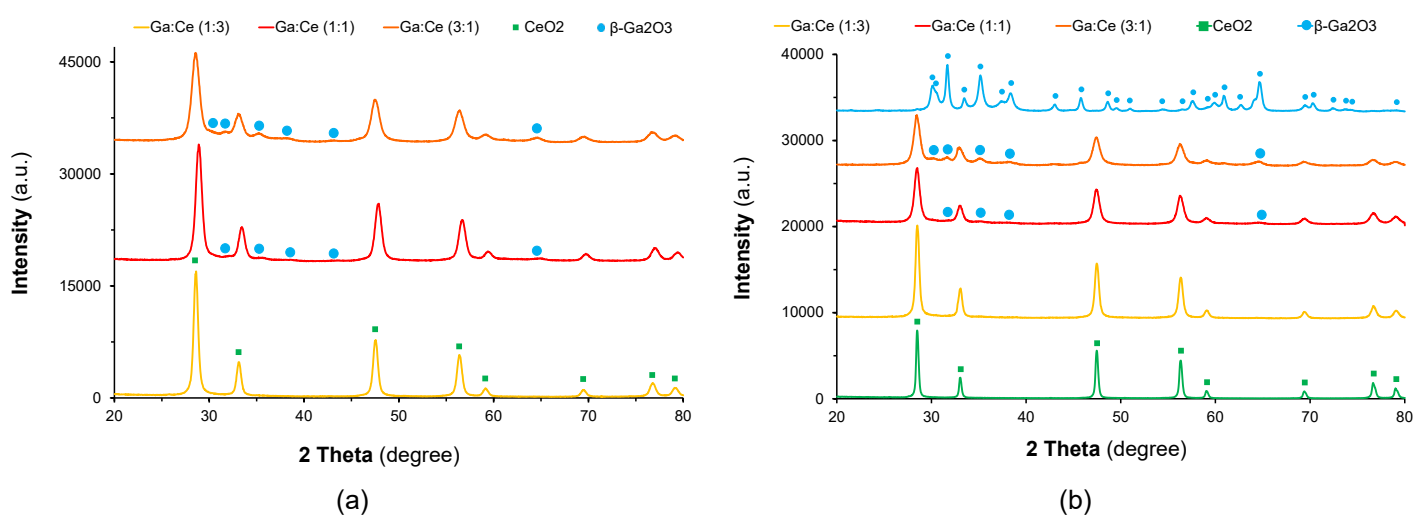 Ga:Ce (1:3) Ga:Ce (1:1) Ga:Ce (3:1) CeO2 β-Ga2O3
45000
30000
15000
0
Intensity (a.u.)
20 30 40 50 60 70 80
2 Theta (degree)
(a)
Ga:Ce (1:3) Ga:Ce (1:1) Ga:Ce (3:1) CeO2 β-Ga2O3
40000
30000
20000
10000
0
Intensity (a.u.)
20 30 40 50 60 70 80
2 Theta (degree)
(b)